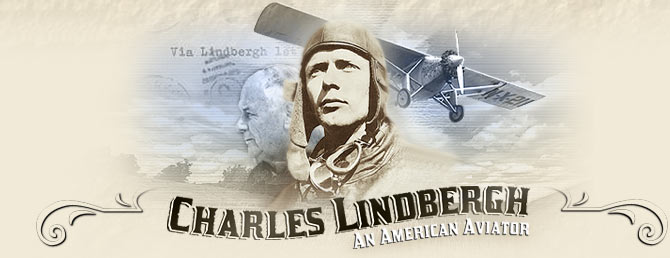 Via Lindbergh 1st
CHARLES LINDBERGH
AN AMERICAN AVIATOR